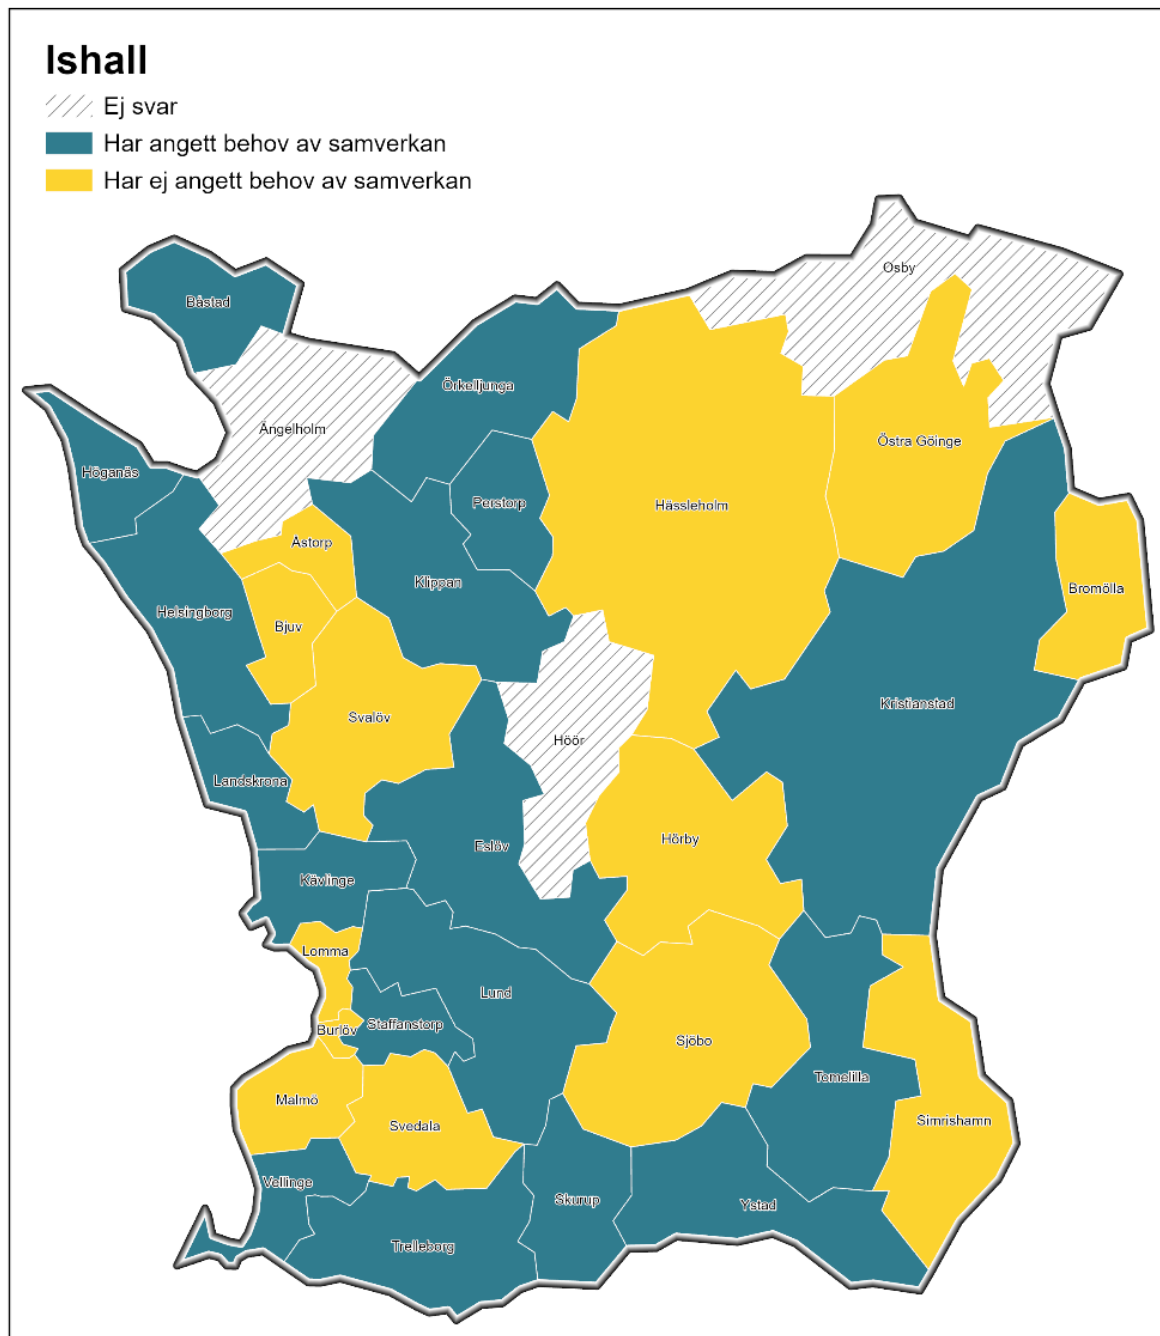 Ishall
Ej svar
Har angett behov av samverkan
Har ej angett behov av samverkan
Osby
Båstad
Örkelljunga
Ängelholm
Östra Göinge
Höganäs
Perstorp
Hässleholm
Åstorp
Klippan
Bromölla
Helsingborg
Bjuv
Kristianstad
Svalöv
Höör
Landskrona
Hörby
Eslöv
Kävlinge
Lomma
Lund
Staffanstorp
Burlöv
Sjöbo
Tomelilla
Malmö
Simrishamn
Svedala
Vellinge
Skurup
Ystad
Trelleborg